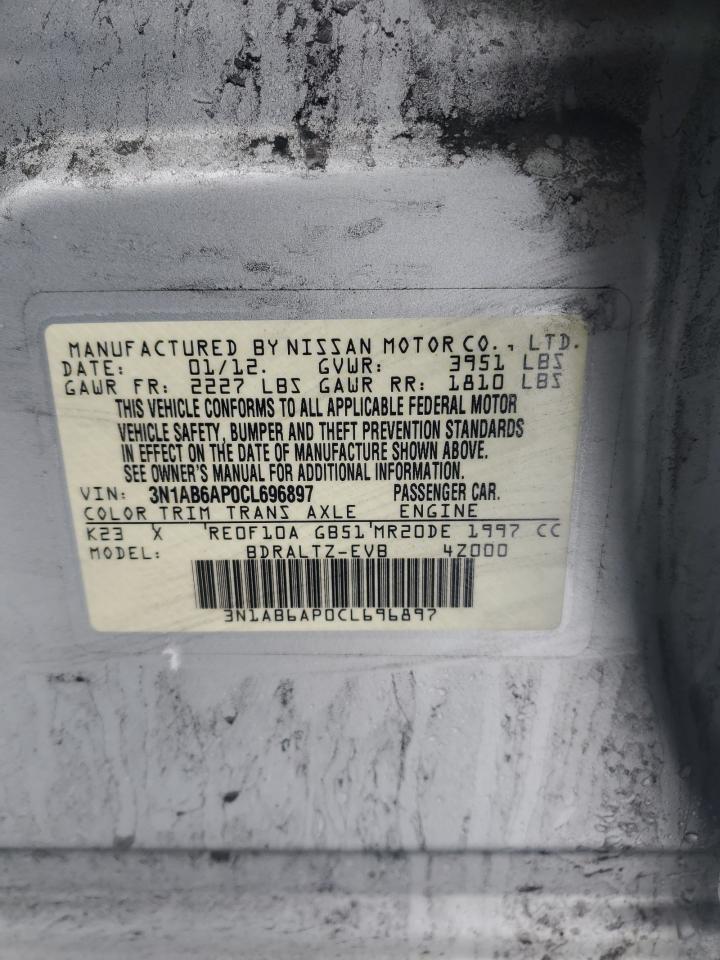 MANUFACTURED BY NISSAN MOTOR CO., LTD.
DATE: 01/12. GVWR: 3951 LBS
GAWR FR: 2227 LBS GAWR RR: 1810 LBS
THIS VEHICLE CONFORMS TO ALL APPLICABLE FEDERAL MOTOR
VEHICLE SAFETY, BUMPER AND THEFT PREVENTION STANDARDS
IN EFFECT ON THE DATE OF MANUFACTURE SHOWN ABOVE.
SEE OWNER'S MANUAL FOR ADDITIONAL INFORMATION.
VIN: 3N1AB6AP0CL696897 PASSENGER CAR.
COLOR TRIM TRANS AXLE ENGINE
K23 X 'RE0F10A GB51'MR20DE 1997 CC
MODEL: BDRALTZ-EVB 4Z000
3N1AB6AP0CL696897